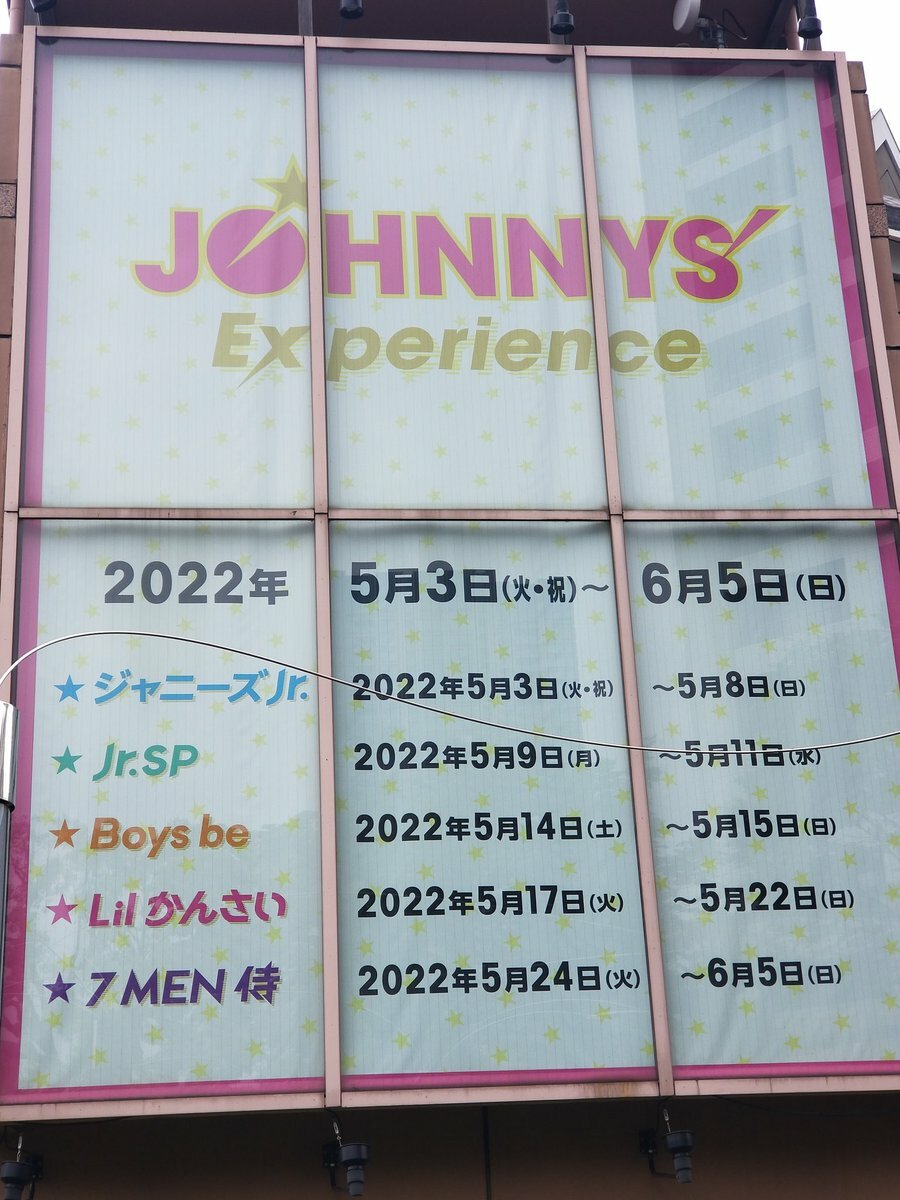 JOHNNYS'
Experience
2022年 5月3日(火・祝)～ 6月5日(日)
★ ジャニーズJr. 2022年5月3日(火・祝) ～5月8日(日)
★ Jr.SP 2022年5月9日(月) ～5月11日(水)
★ Boys be 2022年5月14日(土) ～5月15日(日)
★ Lil かんさい 2022年5月17日(火) ～5月22日(日)
★ 7 MEN 侍 2022年5月24日(火) ～6月5日(日)